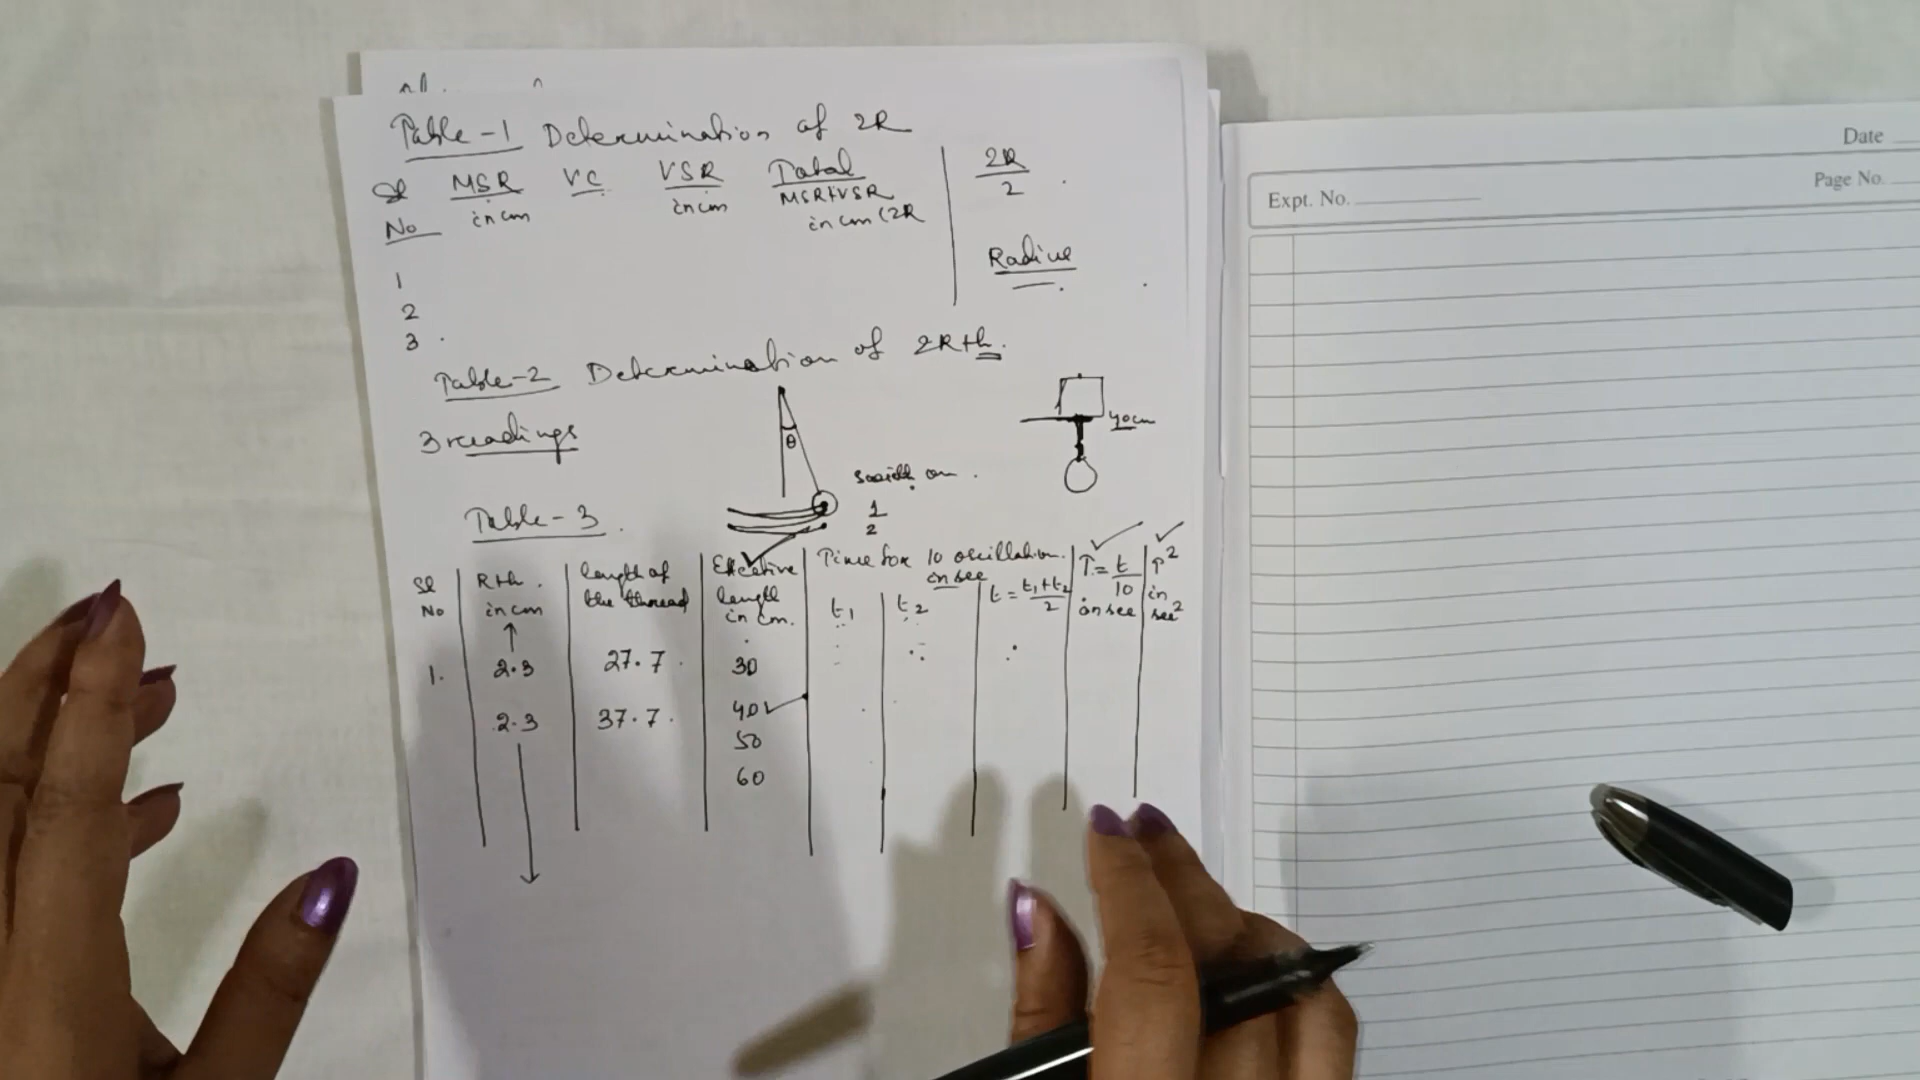 Table-1 Determination of 2R
Sl No MSR in cm VC VSR in cm Total MSR+VSR in cm (2R 2R/2
Radius
1
2
3
Table-2 Determination of 2R+h.
3 readings
θ
40cm
1
2
Table-3
Sl No R+h. in cm length of the thread Effective length in cm. Time for 10 oscillation. in sec T=t/10 in sec T² in sec²
t₁ t₂ t=t₁+t₂/2
1. 2.3 27.7 30
2.3 37.7 40
50
60
Date
Expt. No.
Page No.